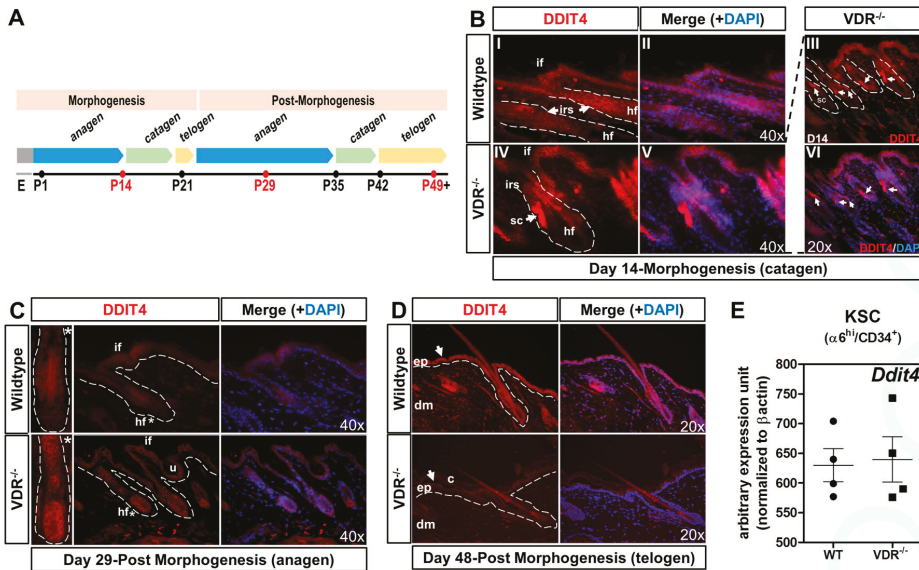 A
Morphogenesis
Post-Morphogenesis
anagen
catagen
telogen
anagen
catagen
telogen
E
P1
P14
P21
P29
P35
P42
P49+
B
DDIT4
Merge (+DAPI)
VDR-/-
Wildtype
I
if
irs
hf
hf
II
40x
III
sc
D14
DDIT4
VDR-/-
IV
if
irs
sc
hf
V
40x
VI
20x
DDIT4/DAPI
Day 14-Morphogenesis (catagen)
C
DDIT4
Merge (+DAPI)
Wildtype
*
if
hf*
40x
VDR-/-
*
if
u
hf*
40x
Day 29-Post Morphogenesis (anagen)
D
DDIT4
Merge (+DAPI)
Wildtype
ep
dm
20x
VDR-/-
ep
c
dm
20x
Day 48-Post Morphogenesis (telogen)
E
KSC
(α6hi/CD34+)
Ddit4
arbitrary expression unit
(normalized to βactin)
800
750
700
650
600
550
500
WT
VDR-/-